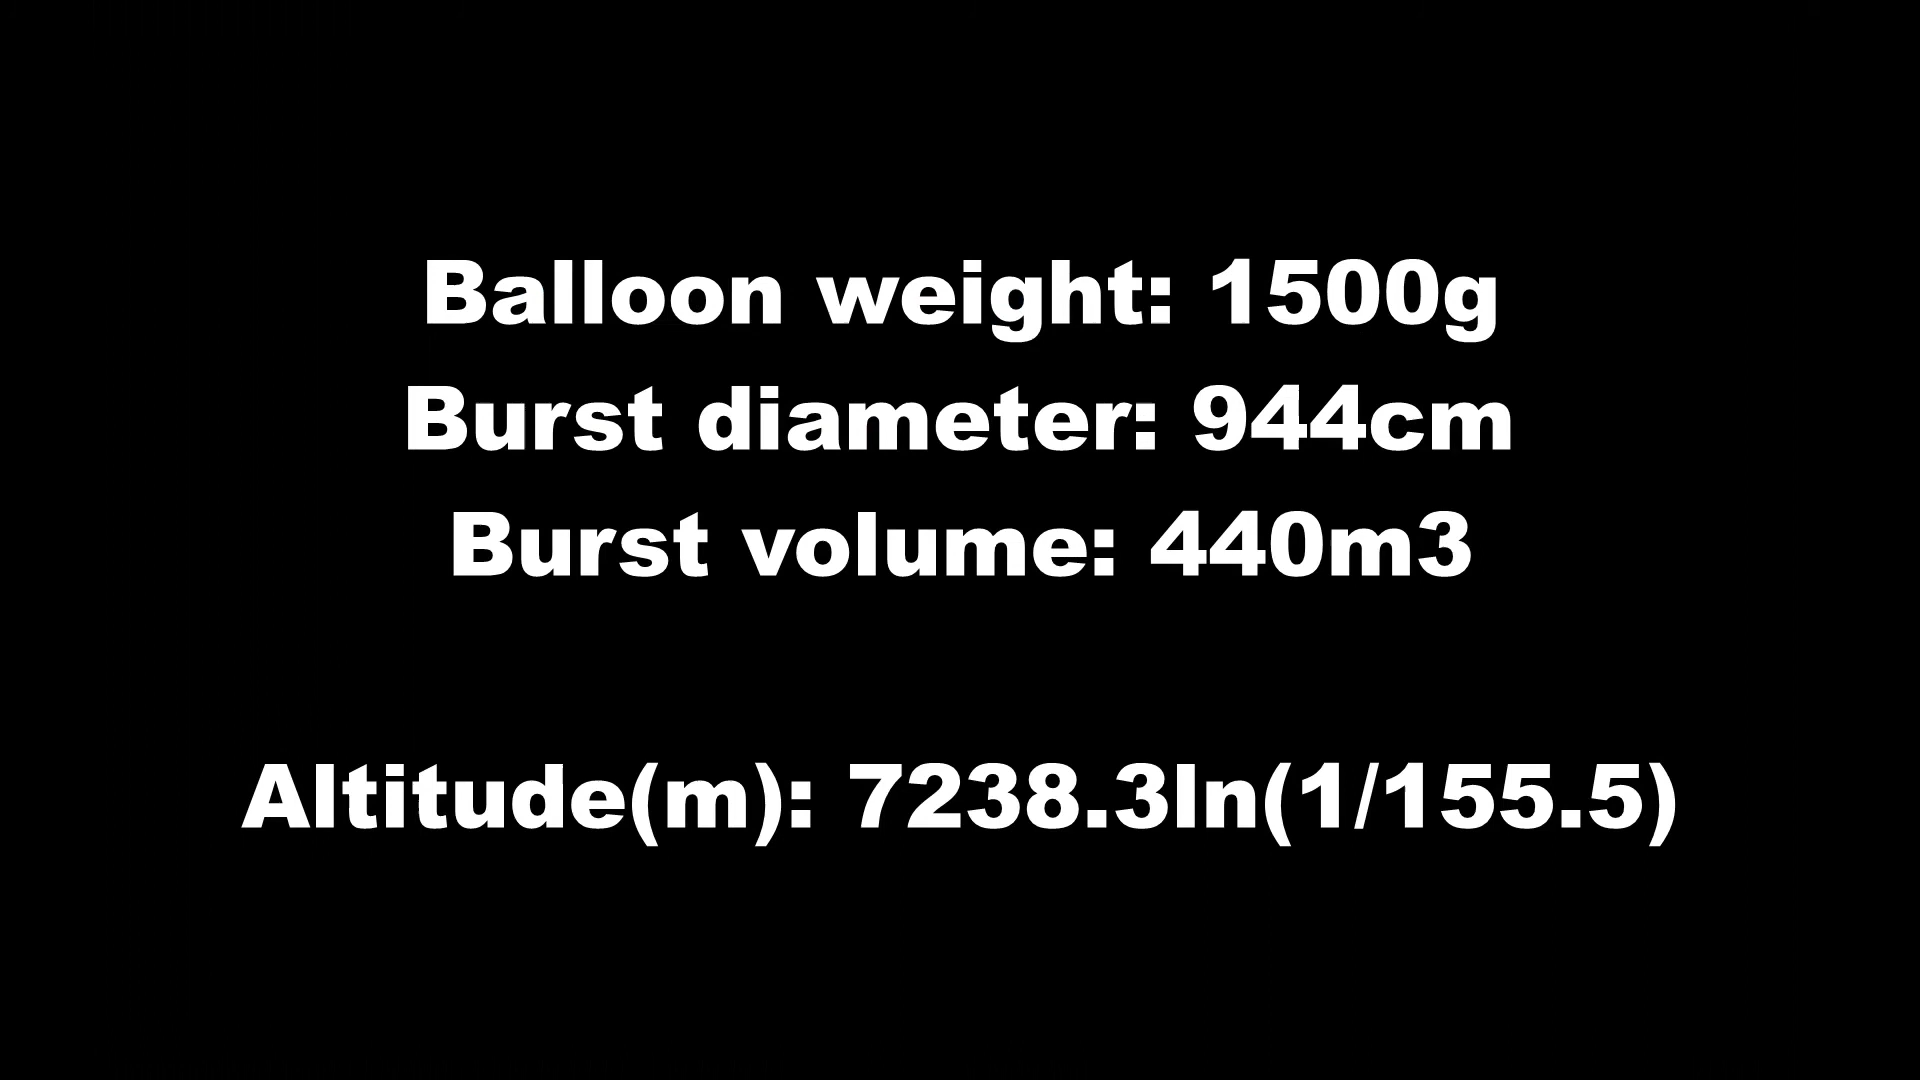 Balloon weight: 1500g
Burst diameter: 944cm
Burst volume: 440m3
Altitude(m): 7238.3ln(1/155.5)